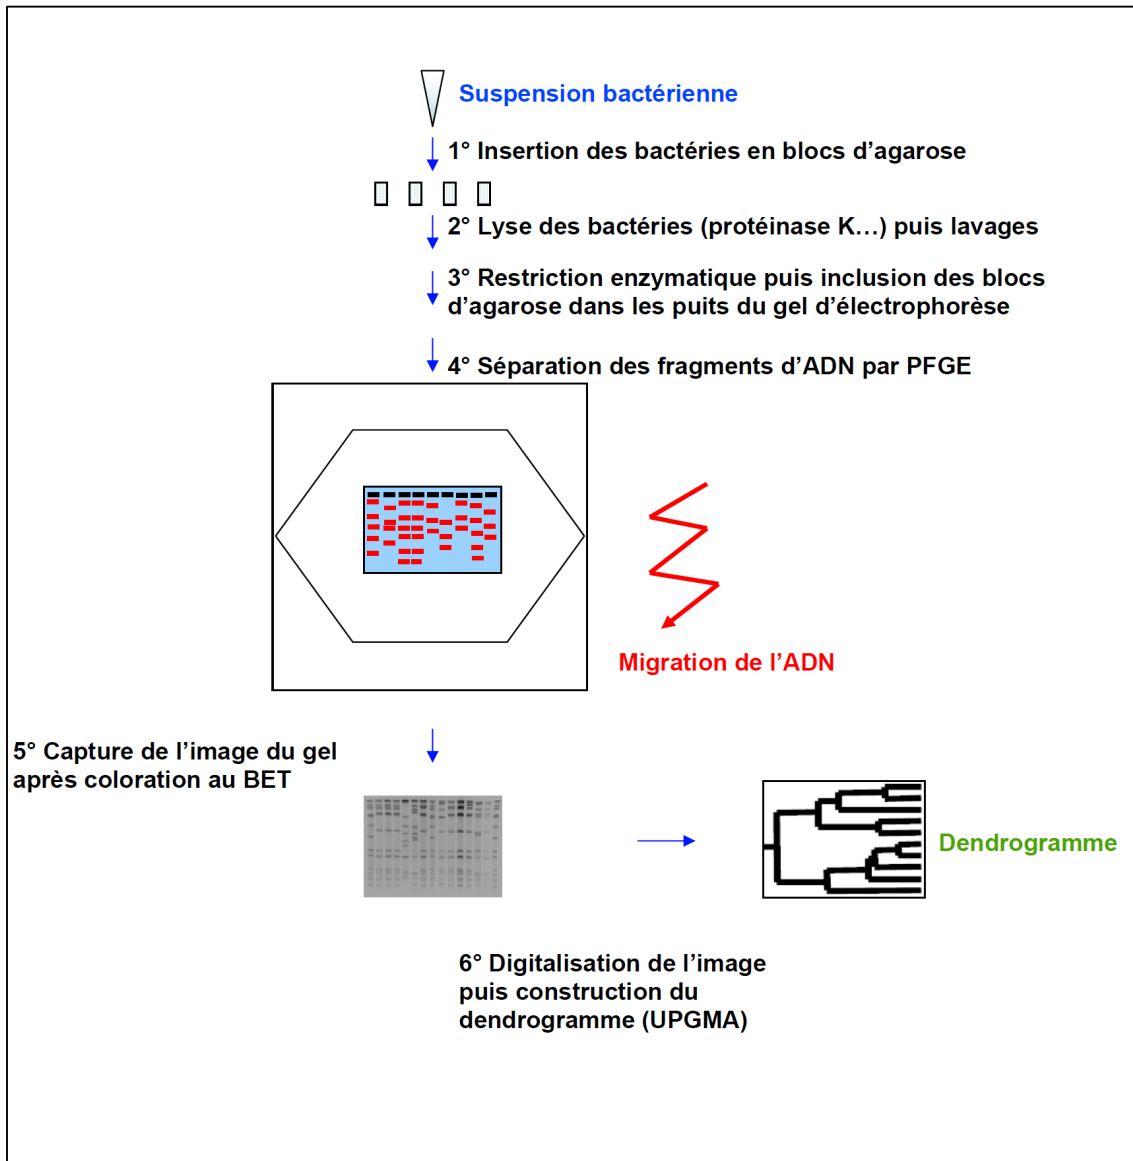 Suspension bactérienne
1° Insertion des bactéries en blocs d’agarose
2° Lyse des bactéries (protéinase K…) puis lavages
3° Restriction enzymatique puis inclusion des blocs
d’agarose dans les puits du gel d’électrophorèse
4° Séparation des fragments d’ADN par PFGE
Migration de l’ADN
5° Capture de l’image du gel
après coloration au BET
Dendrogramme
6° Digitalisation de l’image
puis construction du
dendrogramme (UPGMA)